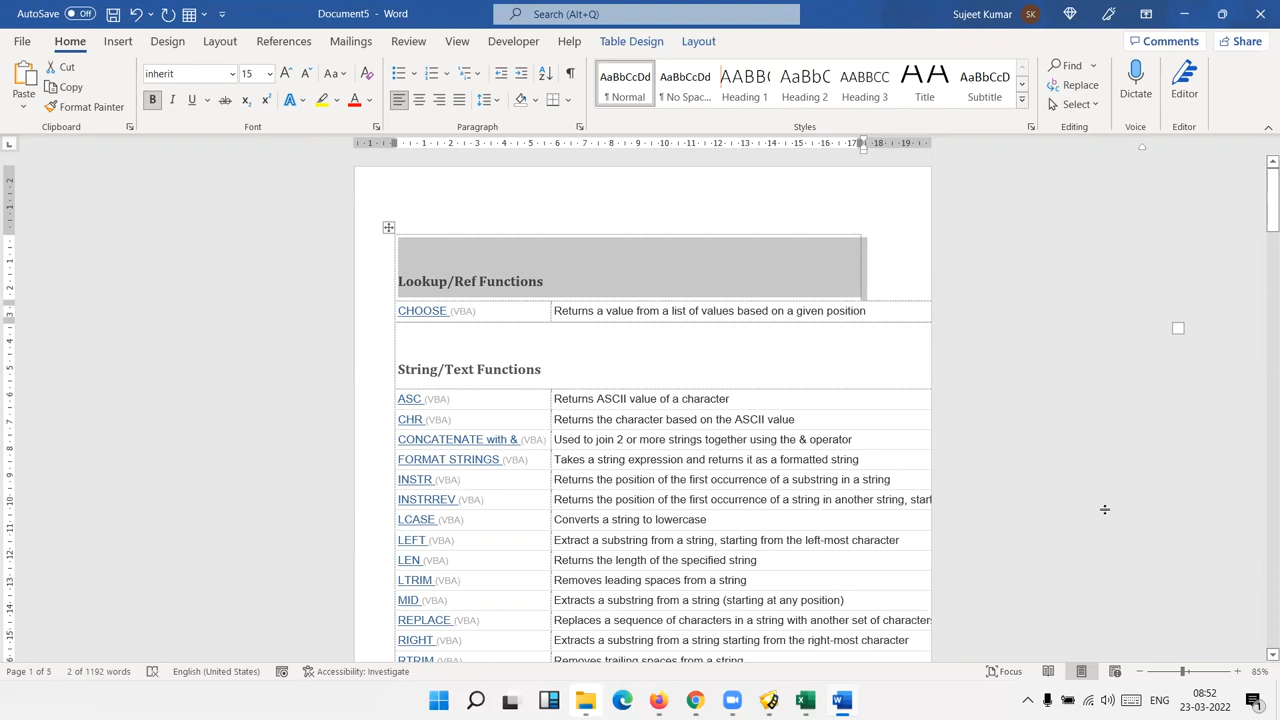 AutoSave Off Document5 Search (Alt+Q) Sujeet Kumar SK
File Home Insert Draw Design Layout References Mailings Review View Developer Help Table Design Layout Comments Share
Paste Cut Copy Format Painter
inherit 15
AaBbCcDd AaBbCcDd AABB( AaBbC AABBCC AA AaBbCcD
¶ Normal ¶ No Spac... Heading 1 Heading 2 Heading 3 Title Subtitle
Find Replace Select
Dictate Editor
Clipboard Font Paragraph Styles Editing Voice Editor
Lookup/Ref Functions
CHOOSE (VBA) Returns a value from a list of values based on a given position
String/Text Functions
ASC (VBA) Returns ASCII value of a character
CHR (VBA) Returns the character based on the ASCII value
CONCATENATE with & (VBA) Used to join 2 or more strings together using the & operator
FORMAT STRINGS (VBA) Takes a string expression and returns it as a formatted string
INSTR (VBA) Returns the position of the first occurrence of a substring in a string
INSTRREV (VBA) Returns the position of the first occurrence of a string in another string, start
LCASE (VBA) Converts a string to lowercase
LEFT (VBA) Extract a substring from a string, starting from the left-most character
LEN (VBA) Returns the length of the specified string
LTRIM (VBA) Removes leading spaces from a string
MID (VBA) Extracts a substring from a string (starting at any position)
REPLACE (VBA) Replaces a sequence of characters in a string with another set of characters
RIGHT (VBA) Extracts a substring from a string starting from the right-most character
RTRIM (VBA) Removes trailing spaces from a string
Page 1 of 5 2 of 1192 words English (United States) Accessibility: Investigate Focus 85%
ENG 08:52
23-03-2022